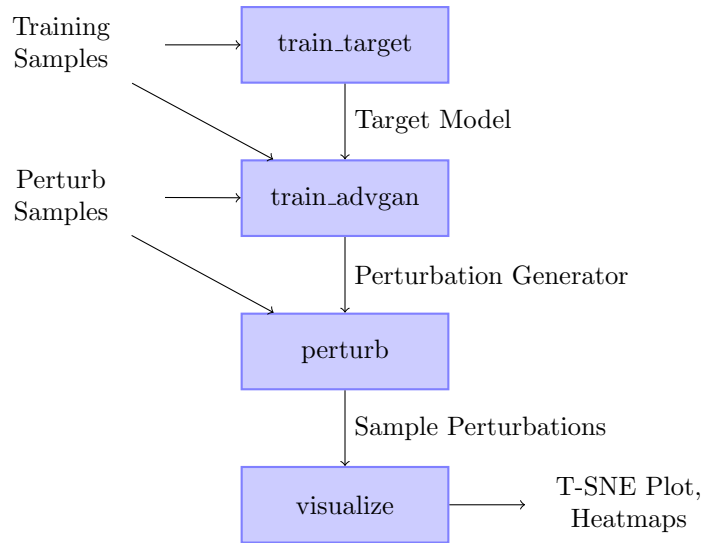 Training
Samples
train_target
Target Model
Perturb
Samples
train_advgan
Perturbation Generator
perturb
Sample Perturbations
visualize
T-SNE Plot,
Heatmaps